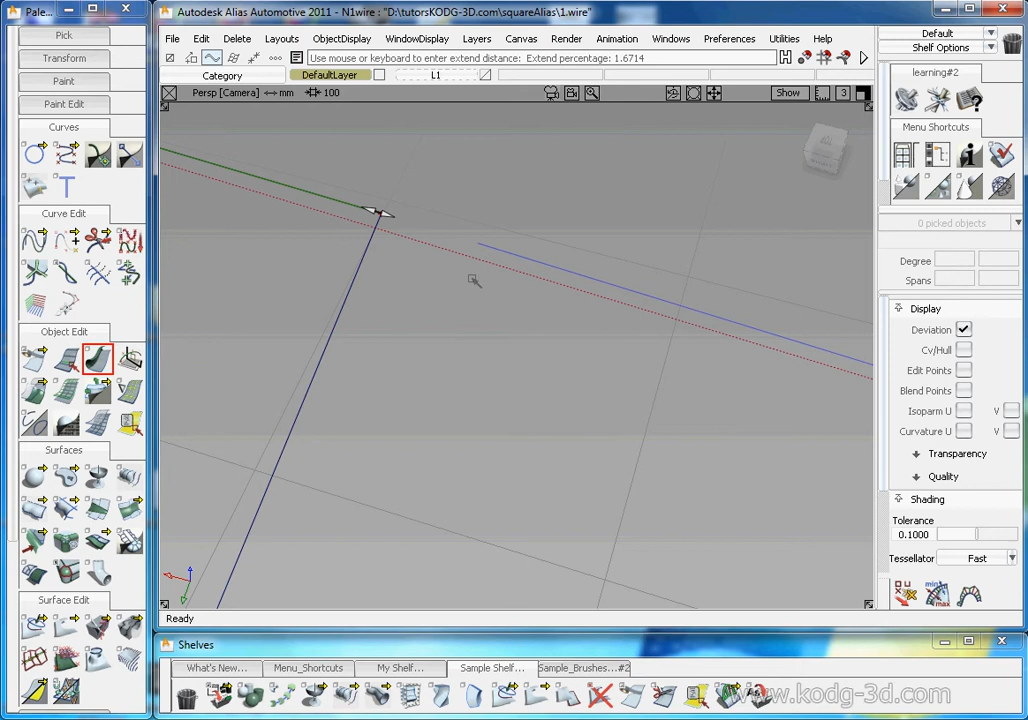 Pale...
Autodesk Alias Automotive 2011 - N1wire : "D:\tutorsKODG-3D.com\squareAlias\1.wire"
Pick
Transform
Paint
Paint Edit
Curves
Curve Edit
Object Edit
Surfaces
Surface Edit
File Edit Delete Layouts ObjectDisplay WindowDisplay Layers Canvas Render Animation Windows Preferences Utilities Help
Use mouse or keyboard to enter extend distance: Extend percentage: 1.6714
Category DefaultLayer L1
Persp [Camera] mm 100 Show 3
Ready
Default
Shelf Options
learning#2
Menu Shortcuts
0 picked objects
Degree
Spans
Display
Deviation
Cv/Hull
Edit Points
Blend Points
Isoparm U V
Curvature U V
Transparency
Quality
Shading
Tolerance
0.1000
Tessellator Fast
min
max
Shelves
What's New... Menu_Shortcuts My Shelf... Sample Shelf... Sample_Brushes...#2
www.kodg-3d.com